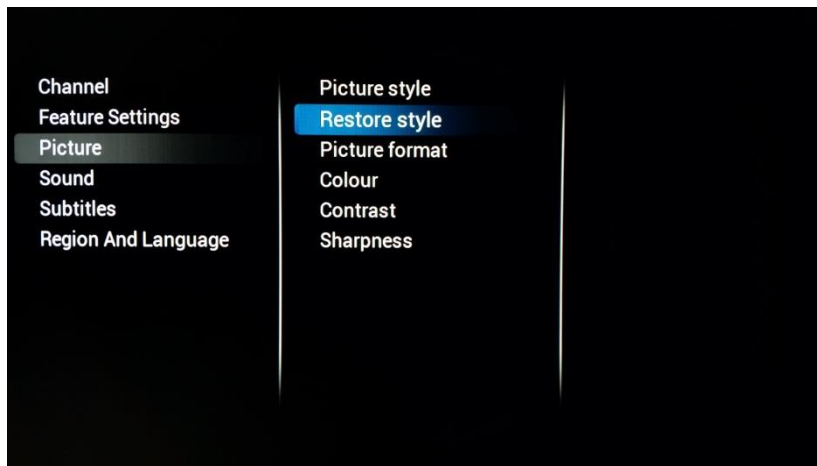 Channel
Feature Settings
Picture
Sound
Subtitles
Region And Language
Picture style
Restore style
Picture format
Colour
Contrast
Sharpness